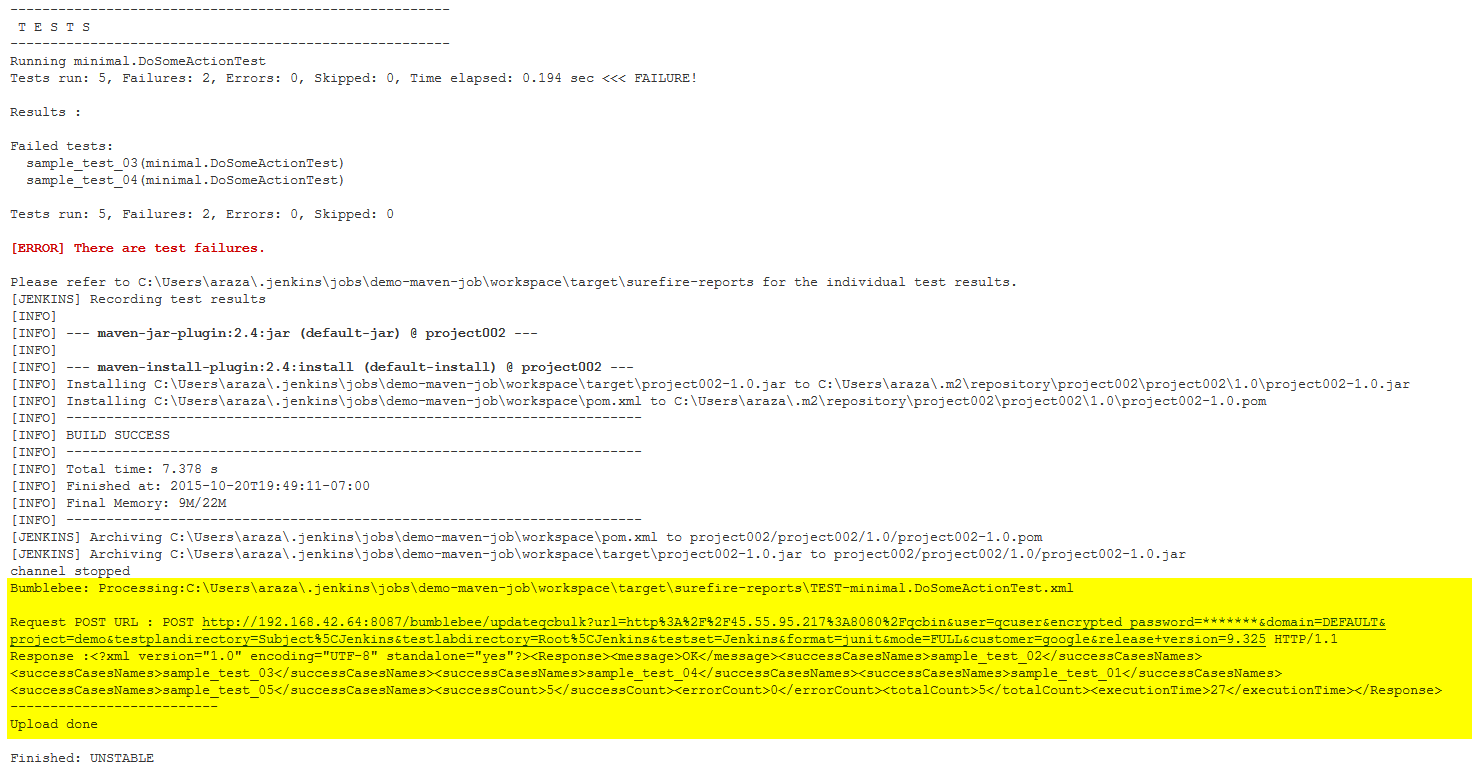 -------------------------------------------------------
 T E S T S
-------------------------------------------------------
Running minimal.DoSomeActionTest
Tests run: 5, Failures: 2, Errors: 0, Skipped: 0, Time elapsed: 0.194 sec <<< FAILURE!

Results :

Failed tests:
  sample_test_03(minimal.DoSomeActionTest)
  sample_test_04(minimal.DoSomeActionTest)

Tests run: 5, Failures: 2, Errors: 0, Skipped: 0

[ERROR] There are test failures.

Please refer to C:\Users\araza\.jenkins\jobs\demo-maven-job\workspace\target\surefire-reports for the individual test results.
[JENKINS] Recording test results
[INFO]
[INFO] --- maven-jar-plugin:2.4:jar (default-jar) @ project002 ---
[INFO]
[INFO] --- maven-install-plugin:2.4:install (default-install) @ project002 ---
[INFO] Installing C:\Users\araza\.jenkins\jobs\demo-maven-job\workspace\target\project002-1.0.jar to C:\Users\araza\.m2\repository\project002\project002\1.0\project002-1.0.jar
[INFO] Installing C:\Users\araza\.jenkins\jobs\demo-maven-job\workspace\pom.xml to C:\Users\araza\.m2\repository\project002\project002\1.0\project002-1.0.pom
[INFO] ------------------------------------------------------------------------
[INFO] BUILD SUCCESS
[INFO] ------------------------------------------------------------------------
[INFO] Total time: 7.378 s
[INFO] Finished at: 2015-10-20T19:49:11-07:00
[INFO] Final Memory: 9M/22M
[INFO] ------------------------------------------------------------------------
[JENKINS] Archiving C:\Users\araza\.jenkins\jobs\demo-maven-job\workspace\pom.xml to project002/project002/1.0/project002-1.0.pom
[JENKINS] Archiving C:\Users\araza\.jenkins\jobs\demo-maven-job\workspace\target\project002-1.0.jar to project002/project002/1.0/project002-1.0.jar
channel stopped
Bumblebee: Processing:C:\Users\araza\.jenkins\jobs\demo-maven-job\workspace\target\surefire-reports\TEST-minimal.DoSomeActionTest.xml

Request POST URL : POST http://192.168.42.64:8087/bumblebee/updateqcbulk?url=http%3A%2F%2F45.55.95.217%3A8080%2Fqcbin&user=qcuser&encrypted_password=*******&domain=DEFAULT&
project=demo&testplandirectory=Subject%5CJenkins&testlabdirectory=Root%5CJenkins&testset=Jenkins&format=junit&mode=FULL&customer=google&release+version=9.325 HTTP/1.1
Response :<?xml version="1.0" encoding="UTF-8" standalone="yes"?><Response><message>OK</message><successCasesNames>sample_test_02</successCasesNames>
<successCasesNames>sample_test_03</successCasesNames><successCasesNames>sample_test_04</successCasesNames><successCasesNames>sample_test_01</successCasesNames>
<successCasesNames>sample_test_05</successCasesNames><successCount>5</successCount><errorCount>0</errorCount><totalCount>5</totalCount><executionTime>27</executionTime></Response>
--------------------------
Upload done

Finished: UNSTABLE